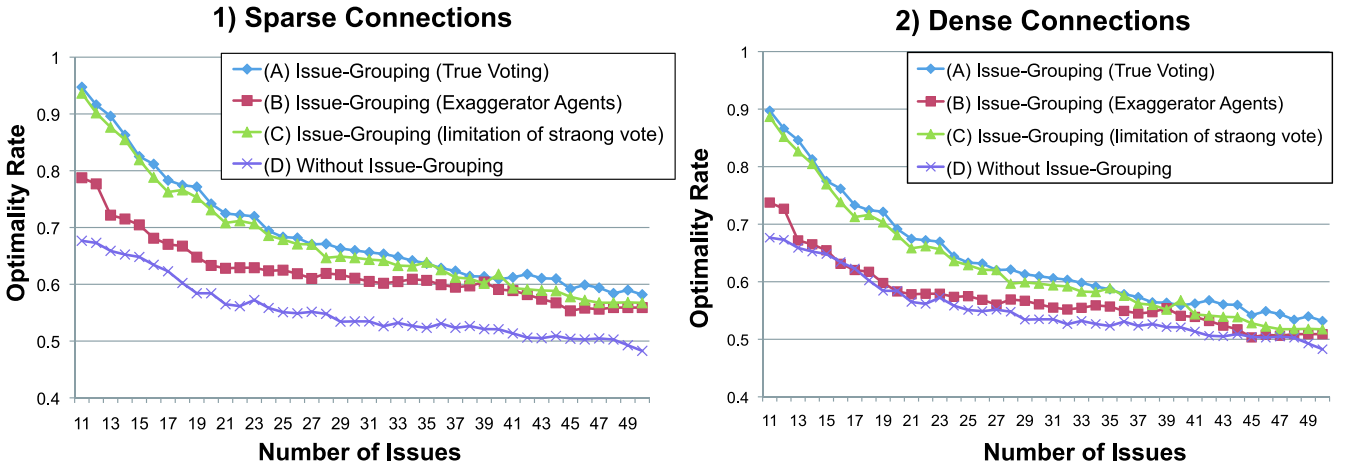 1) Sparse Connections
Optimality Rate
1
0.9
0.8
0.7
0.6
0.5
0.4
(A) Issue-Grouping (True Voting)
(B) Issue-Grouping (Exaggerator Agents)
(C) Issue-Grouping (limitation of straong vote)
(D) Without Issue-Grouping
11 13 15 17 19 21 23 25 27 29 31 33 35 37 39 41 43 45 47 49
Number of Issues
2) Dense Connections
Optimality Rate
1
0.9
0.8
0.7
0.6
0.5
0.4
(A) Issue-Grouping (True Voting)
(B) Issue-Grouping (Exaggerator Agents)
(C) Issue-Grouping (limitation of straong vote)
(D) Without Issue-Grouping
11 13 15 17 19 21 23 25 27 29 31 33 35 37 39 41 43 45 47 49
Number of Issues